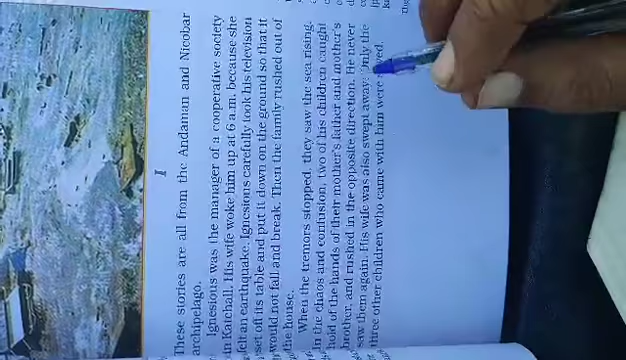 These stories are all from the Andaman and Nicobar
archipelago.
I
Ignesious was the manager of a cooperative society
in Katchall. His wife woke him up at 6 a.m. because she
felt an earthquake. Ignesious carefully took his television
set off its table and put it down on the ground so that it
would not fall and break. Then the family rushed out of
the house.
When the tremors stopped, they saw the sea rising.
In the chaos and confusion, two of his children caught
hold of the hands of their mother's father and mother's
brother, and rushed in the opposite direction. He never
saw them again. His wife was also swept away. Only the
three other children who came with him were